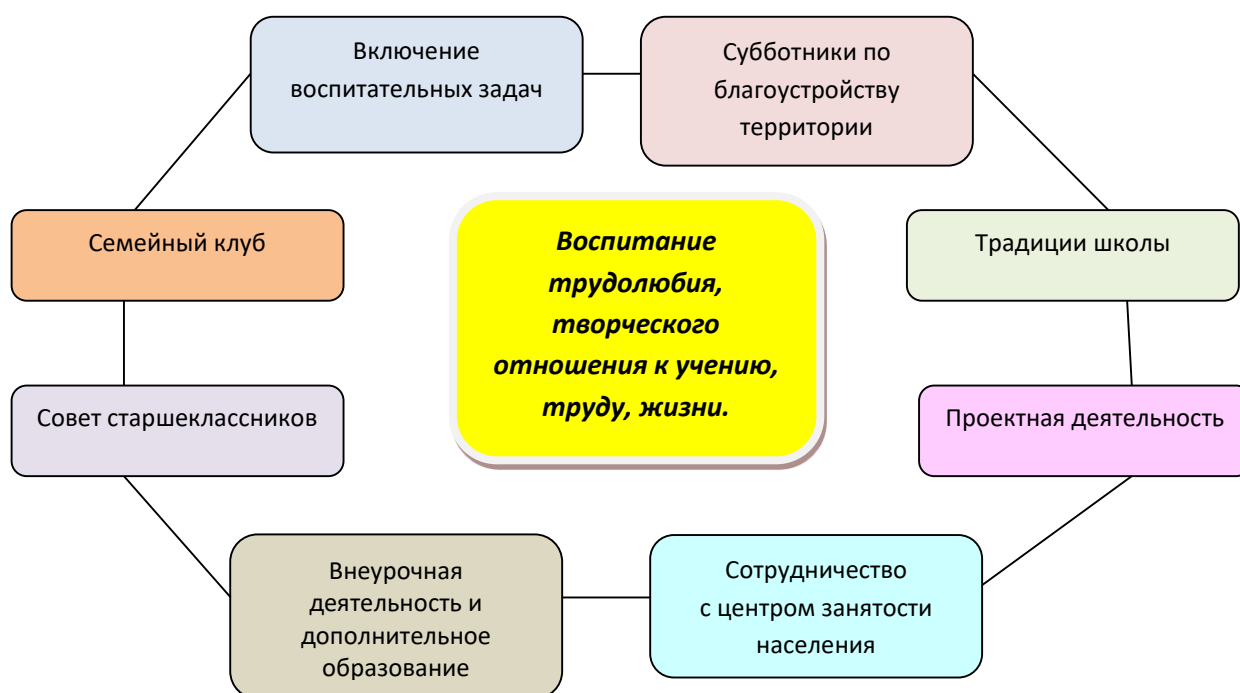 Включение
воспитательных задач
Субботники по
благоустройству
территории
Семейный клуб
Воспитание
трудолюбия,
творческого
отношения к учению,
труду, жизни.
Традиции школы
Совет старшеклассников
Проектная деятельность
Внеурочная
деятельность и
дополнительное
образование
Сотрудничество
с центром занятости
населения